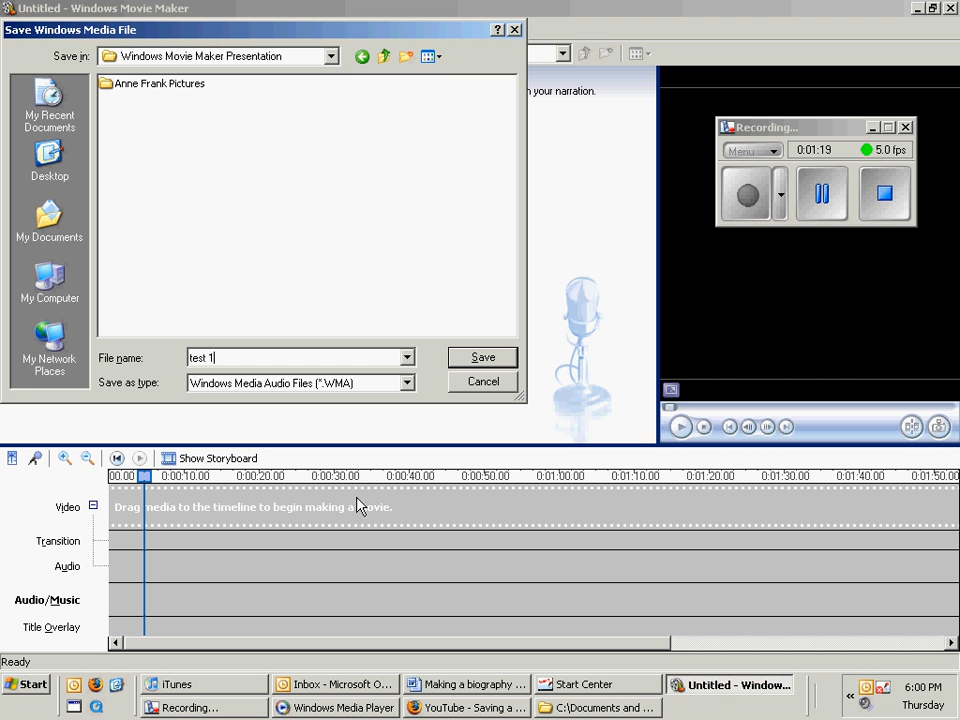 Untitled - Windows Movie Maker
Save Windows Media File
Save in:
Windows Movie Maker Presentation
Anne Frank Pictures
My Recent
Documents
Desktop
My Documents
My Computer
My Network
Places
File name:
test 1
Save
Save as type:
Windows Media Audio Files (*.WMA)
Cancel
n your narration.
Recording...
Menu
0:01:19
5.0 fps
Show Storyboard
00.00 0:00:10.00 0:00:20.00 0:00:30.00 0:00:40.00 0:00:50.00 0:01:00.00 0:01:10.00 0:01:20.00 0:01:30.00 0:01:40.00 0:01:50.00
Video
Drag media to the timeline to begin making a movie.
Transition
Audio
Audio/Music
Title Overlay
Ready
Start
iTunes
Inbox - Microsoft O...
Making a biography ...
Start Center
Untitled - Window...
6:00 PM
Recording...
Windows Media Player
YouTube - Saving a ...
C:\Documents and ...
Thursday